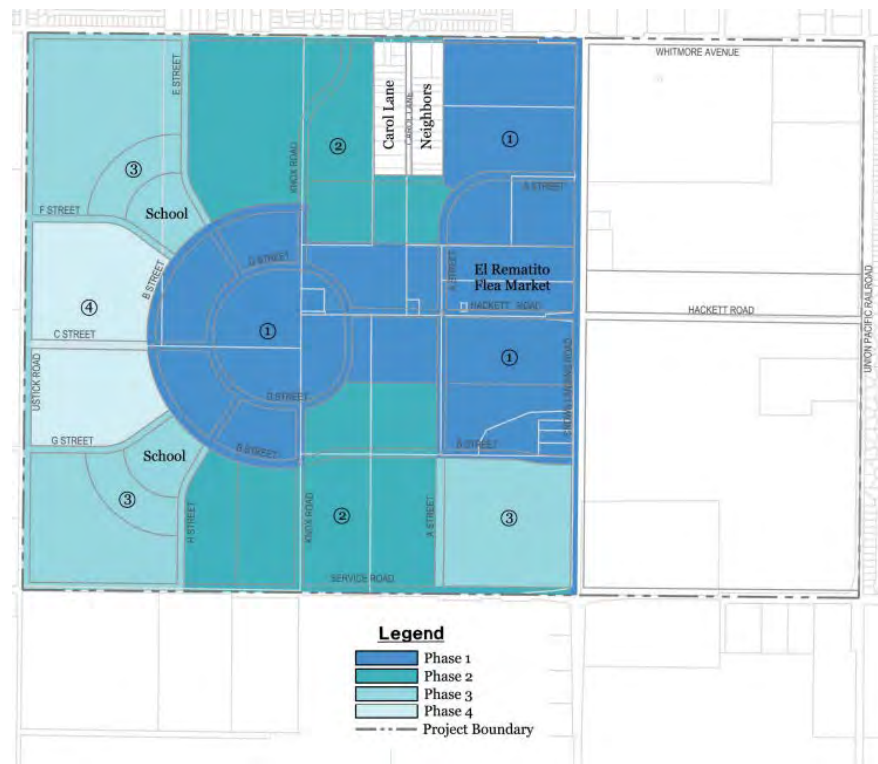 WHITMORE AVENUE
E STREET
Carol Lane
CAROL LANE
Neighbors
①
②
KNOX ROAD
③
A STREET
F STREET
School
D STREET
B STREET
A STREET
El Rematito
Flea Market
④
HACKETT ROAD
HACKETT ROAD
UNION PACIFIC RAILROAD
C STREET
①
①
USTICK ROAD
CROWS LANDING ROAD
D STREET
G STREET
School
B STREET
B STREET
③
H STREET
KNOX ROAD
②
A STREET
③
SERVICE ROAD
Legend
Phase 1
Phase 2
Phase 3
Phase 4
Project Boundary